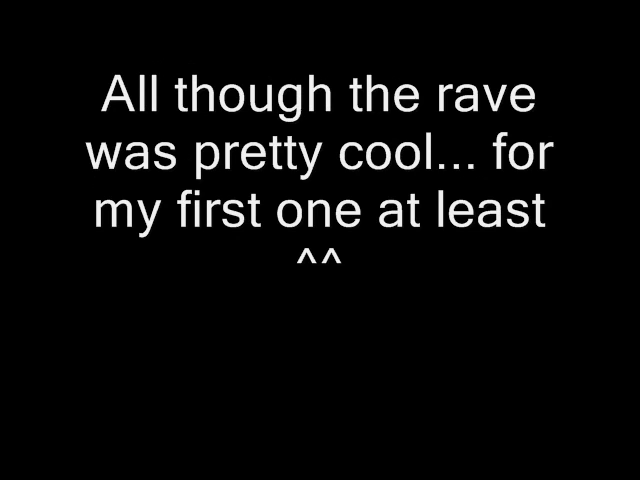 All though the rave
was pretty cool... for
my first one at least
^^